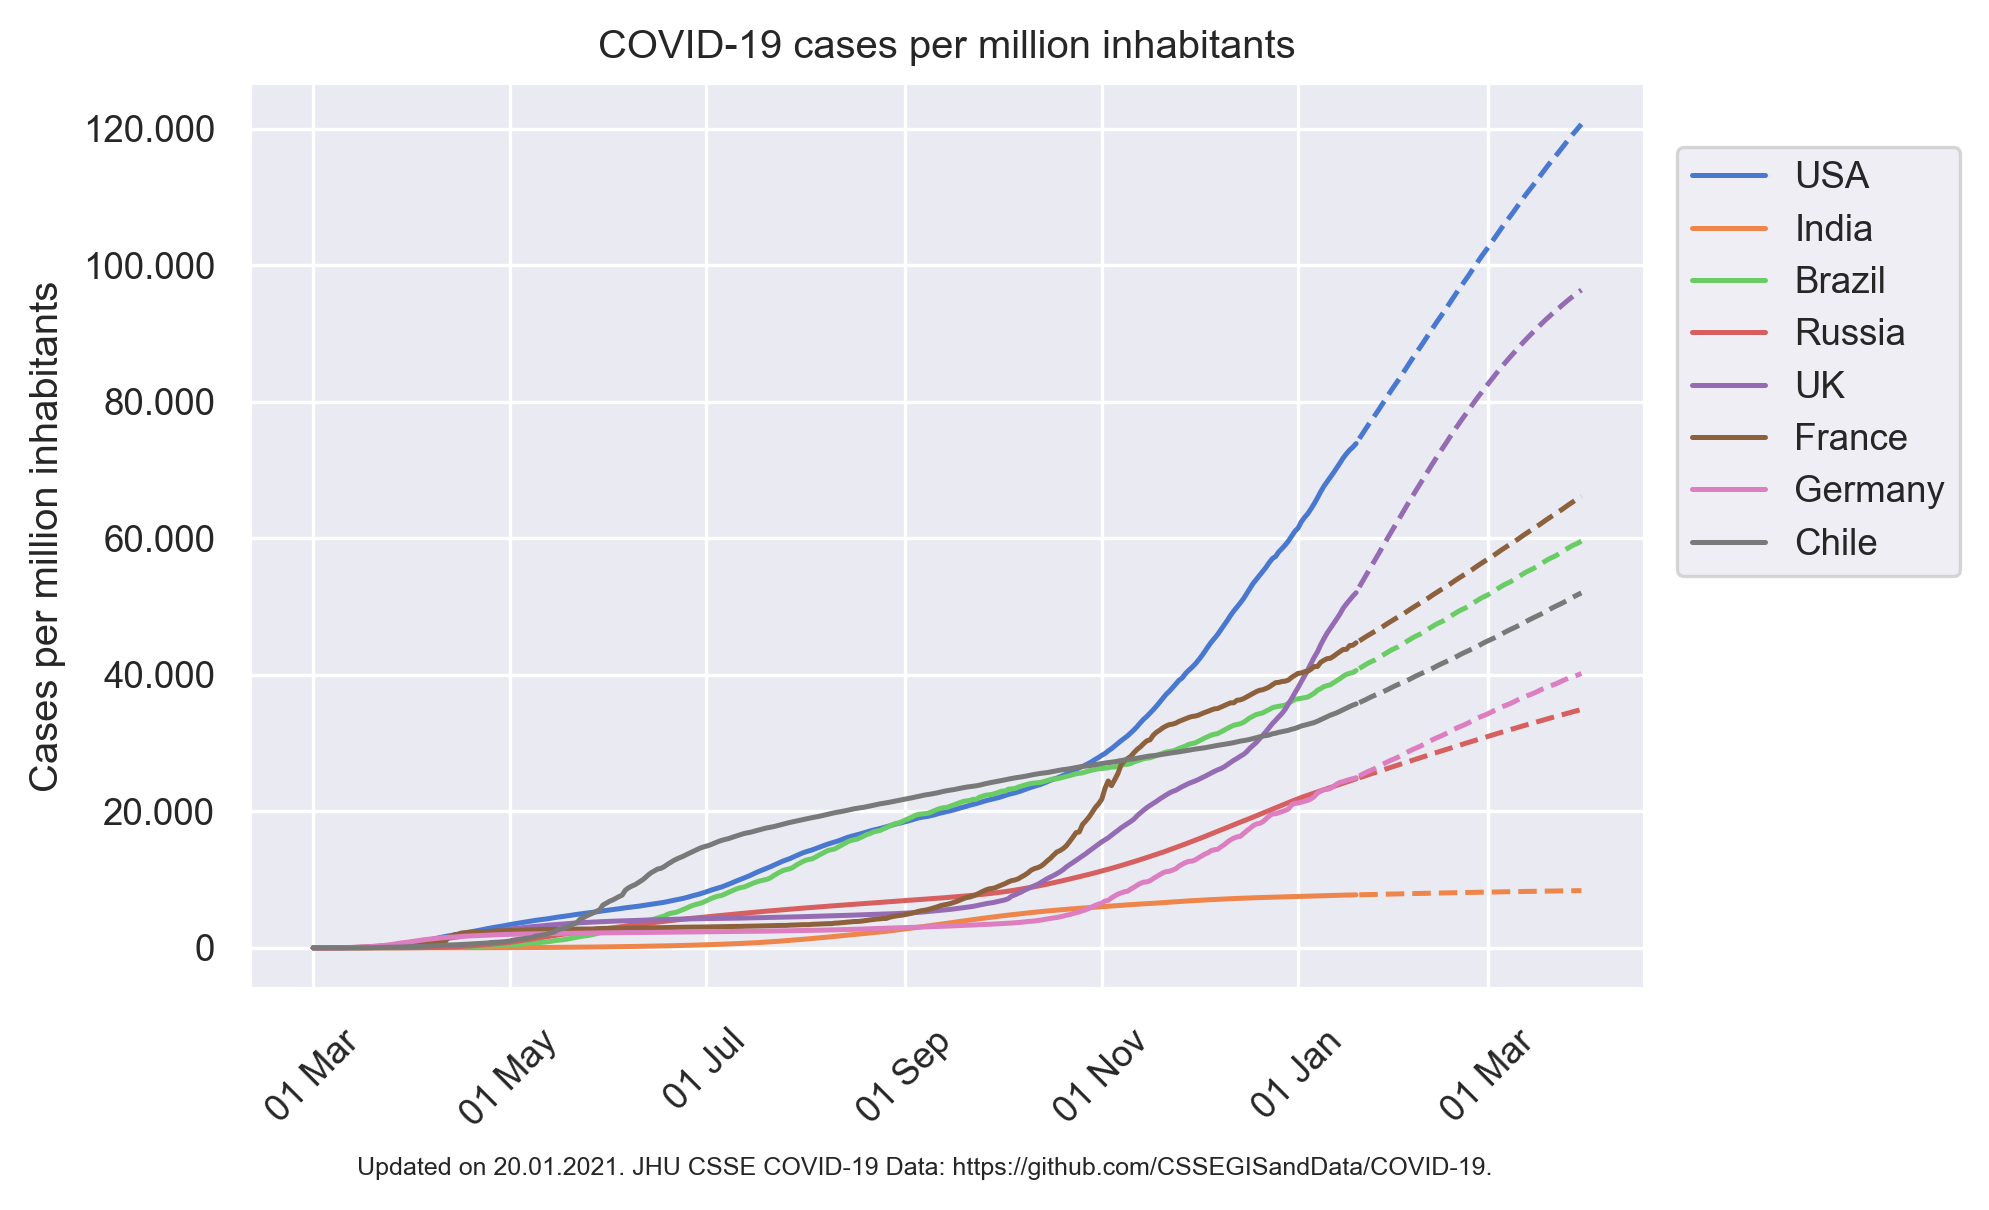 COVID-19 cases per million inhabitants
Cases per million inhabitants
120.000
100.000
80.000
60.000
40.000
20.000
0
01 Mar
01 May
01 Jul
01 Sep
01 Nov
01 Jan
01 Mar
USA
India
Brazil
Russia
UK
France
Germany
Chile
Updated on 20.01.2021. JHU CSSE COVID-19 Data: https://github.com/CSSEGISandData/COVID-19.